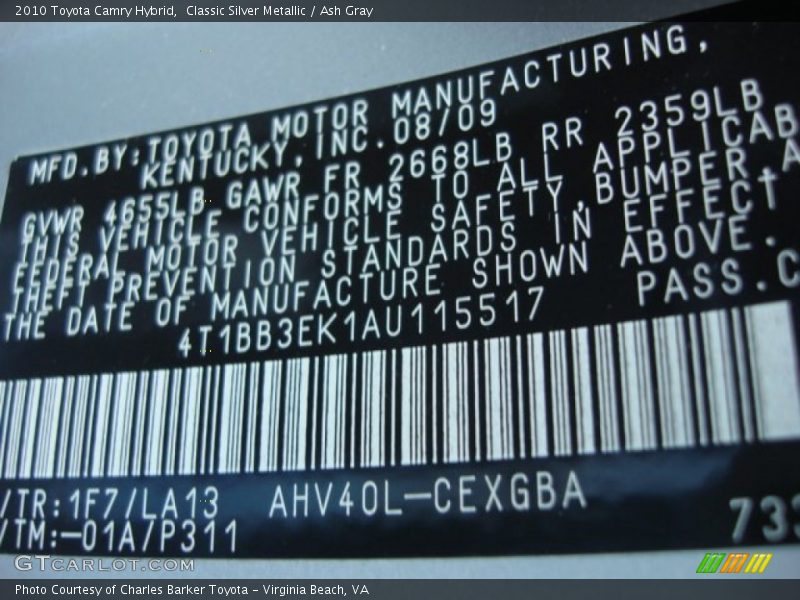 2010 Toyota Camry Hybrid,  Classic Silver Metallic / Ash Gray
MFD.BY:TOYOTA MOTOR MANUFACTURING,
KENTUCKY,INC.08/09
GVWR 4655LB GAWR FR 2668LB RR 2359LB
THIS VEHICLE CONFORMS TO ALL APPLICAB
FEDERAL MOTOR VEHICLE SAFETY,BUMPER,A
THEFT PREVENTION STANDARDS IN EFFECT
THE DATE OF MANUFACTURE SHOWN ABOVE.
4T1BB3EK1AU115517 PASS.C
/TR:1F7/LA13 AHV40L-CEXGBA
/TM:-01A/P311 733
GTCARLOT.COM
Photo Courtesy of Charles Barker Toyota - Virginia Beach, VA